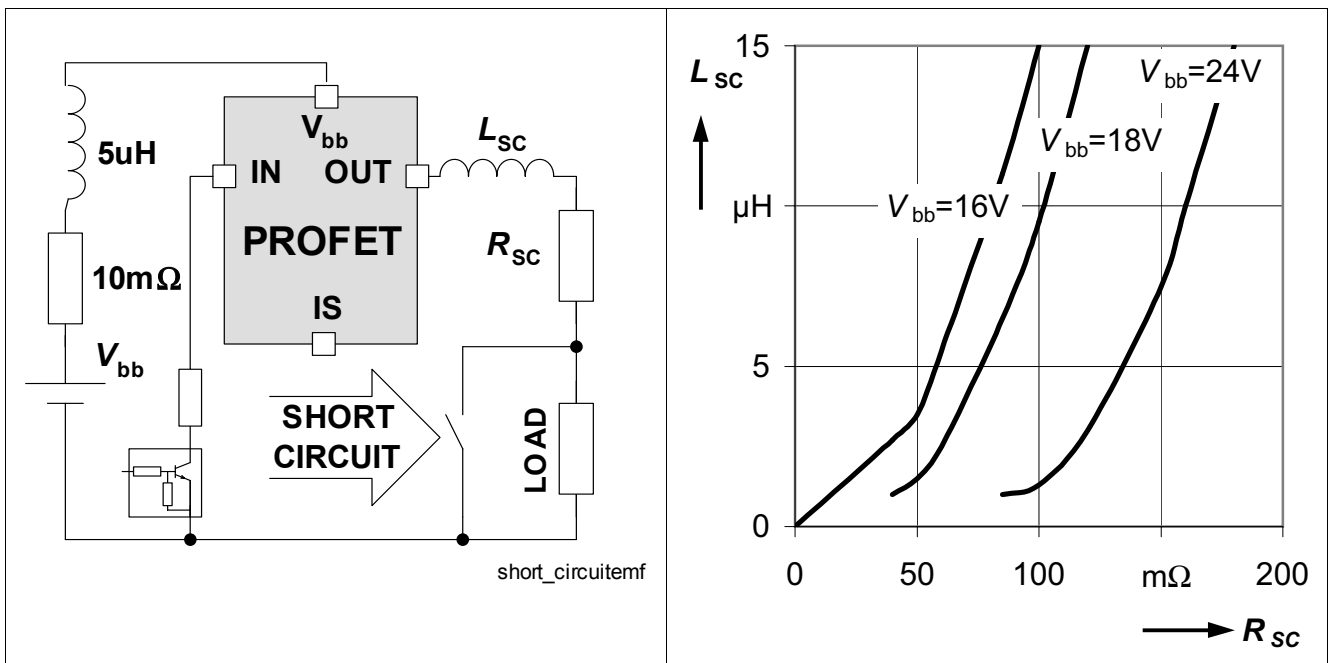 V bb
L SC
5uH
IN OUT
PROFET
R SC
10mΩ
IS
V bb
SHORT
CIRCUIT
LOAD
short_circuitemf
15
L SC
V bb=24V
V bb=18V
µH
V bb=16V
5
0
0 50 100 mΩ 200
R SC